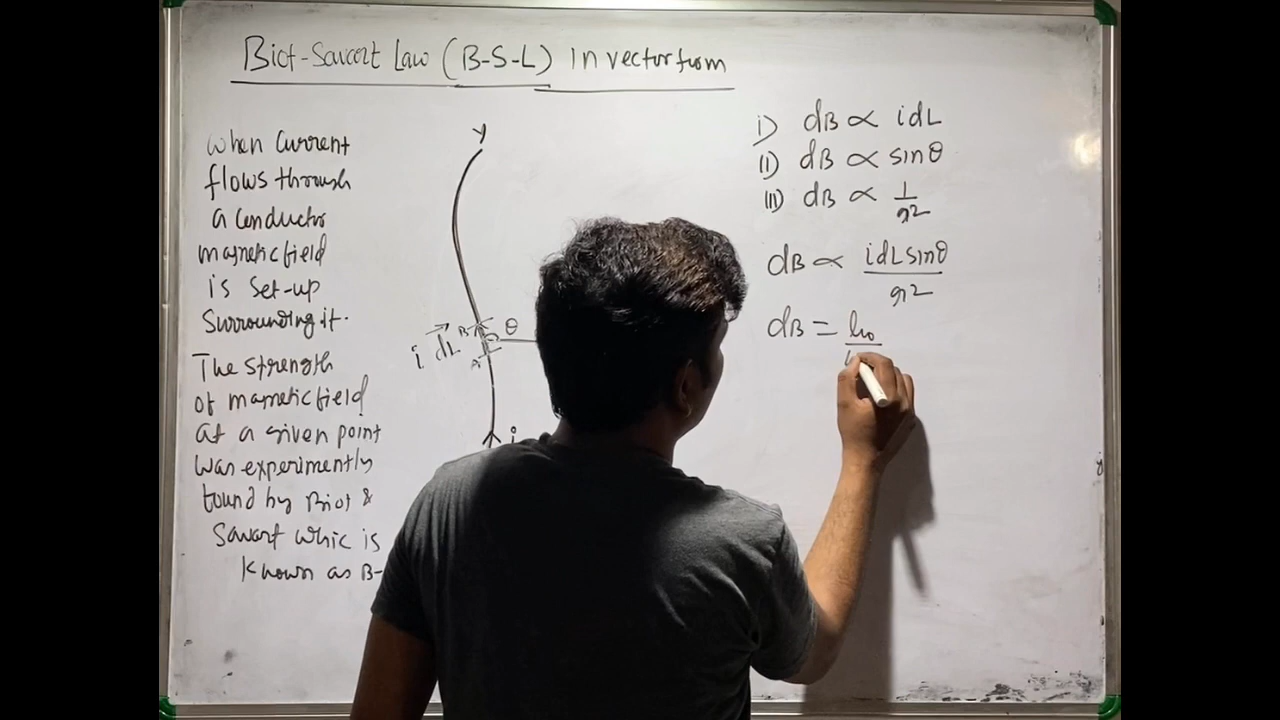 Biot-Savart Law (B-S-L) in vector from
when current
flows through
a conductor
magnetic field
is set-up
surrounding it.
The strength
of magnetic field
at a given point
was experimently
found by Biot &
Savart whic is
known as B-
y
B
θ
i dL
A
i
i) dB ∝ idL
(ii) dB ∝ sinθ
(iii) dB ∝ 1/r2
dB ∝ idLsinθ/r2
dB = μ0